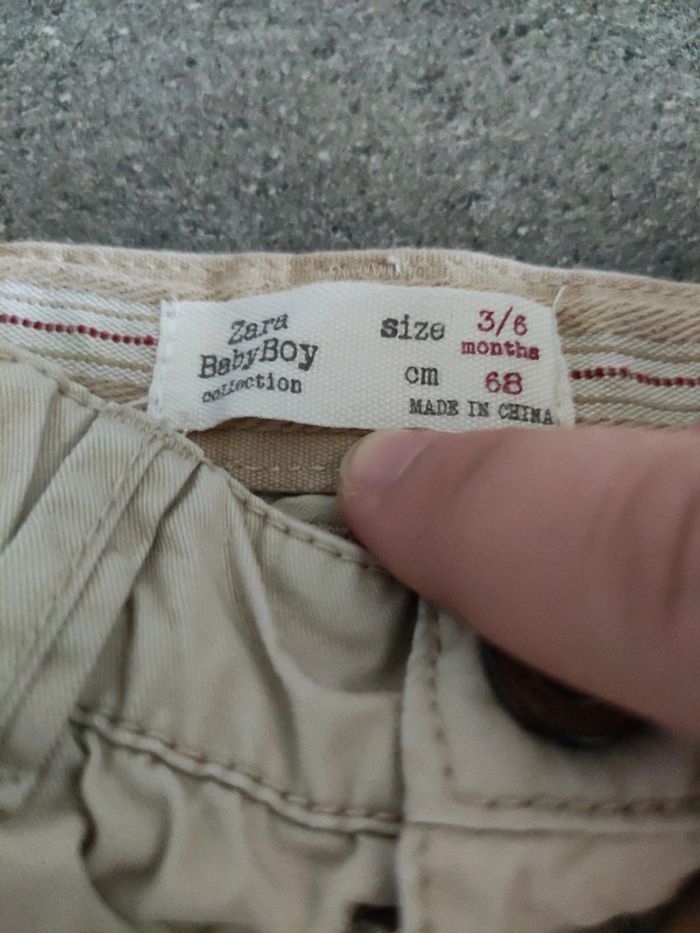 Zara
BabyBoy
collection
size 3/6
months
cm 68
MADE IN CHINA